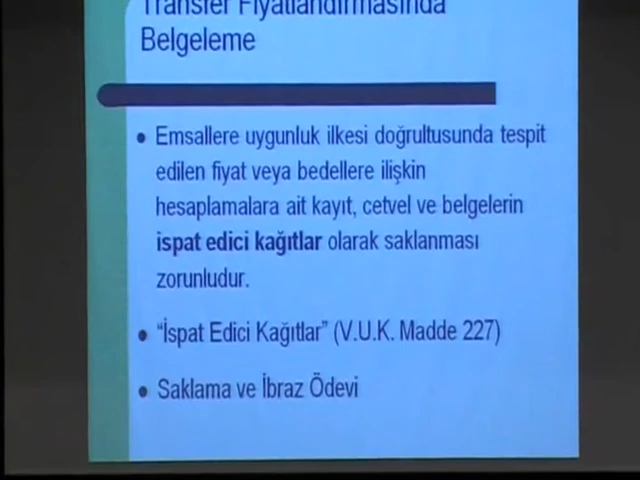 Transfer Fiyatlandırmasında
Belgeleme
• Emsallere uygunluk ilkesi doğrultusunda tespit
edilen fiyat veya bedellere ilişkin
hesaplamalara ait kayıt, cetvel ve belgelerin
ispat edici kağıtlar olarak saklanması
zorunludur.
• “İspat Edici Kağıtlar” (V.U.K. Madde 227)
• Saklama ve İbraz Ödevi